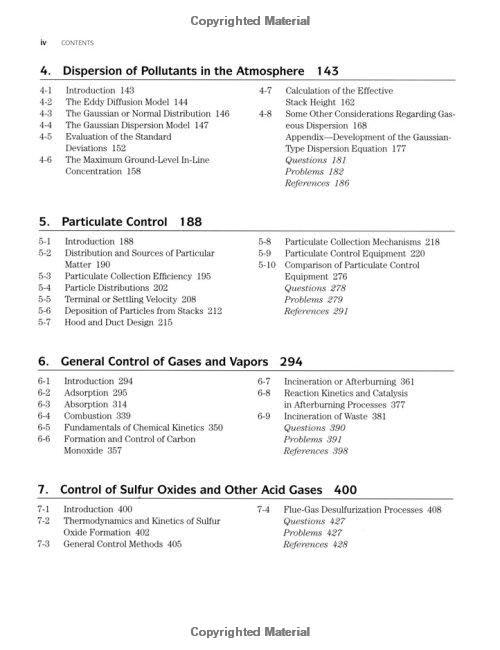 Copyrighted Material
iv CONTENTS
4. Dispersion of Pollutants in the Atmosphere 143
4-1 Introduction 143
4-2 The Eddy Diffusion Model 144
4-3 The Gaussian or Normal Distribution 146
4-4 The Gaussian Dispersion Model 147
4-5 Evaluation of the Standard
Deviations 152
4-6 The Maximum Ground-Level In-Line
Concentration 158
4-7 Calculation of the Effective
Stack Height 162
4-8 Some Other Considerations Regarding Gas-
eous Dispersion 168
Appendix—Development of the Gaussian-
Type Dispersion Equation 177
Questions 181
Problems 182
References 186
5. Particulate Control 188
5-1 Introduction 188
5-2 Distribution and Sources of Particular
Matter 190
5-3 Particulate Collection Efficiency 195
5-4 Particle Distributions 202
5-5 Terminal or Settling Velocity 208
5-6 Deposition of Particles from Stacks 212
5-7 Hood and Duct Design 215
5-8 Particulate Collection Mechanisms 218
5-9 Particulate Control Equipment 220
5-10 Comparison of Particulate Control
Equipment 276
Questions 278
Problems 279
References 291
6. General Control of Gases and Vapors 294
6-1 Introduction 294
6-2 Adsorption 295
6-3 Absorption 314
6-4 Combustion 339
6-5 Fundamentals of Chemical Kinetics 350
6-6 Formation and Control of Carbon
Monoxide 357
6-7 Incineration or Afterburning 361
6-8 Reaction Kinetics and Catalysis
in Afterburning Processes 377
6-9 Incineration of Waste 381
Questions 390
Problems 391
References 398
7. Control of Sulfur Oxides and Other Acid Gases 400
7-1 Introduction 400
7-2 Thermodynamics and Kinetics of Sulfur
Oxide Formation 402
7-3 General Control Methods 405
7-4 Flue-Gas Desulfurization Processes 408
Questions 427
Problems 427
References 428
Copyrighted Material